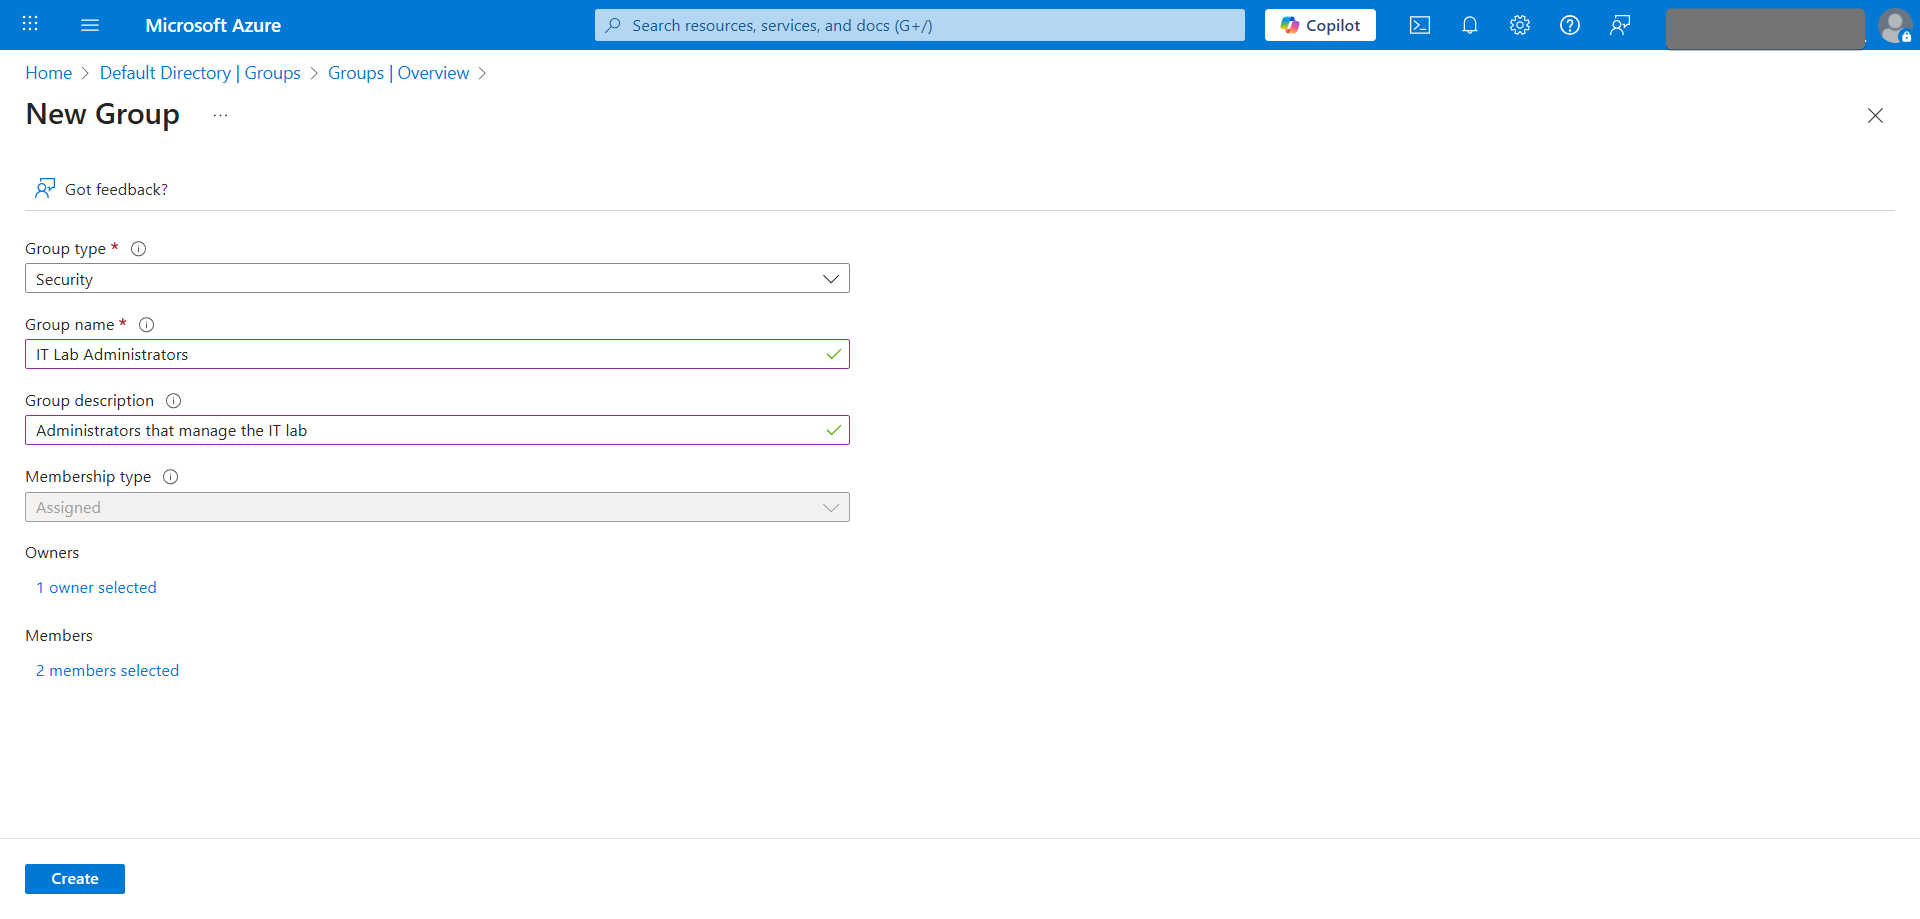 Microsoft Azure
Search resources, services, and docs (G+/)
Copilot
Home > Default Directory | Groups > Groups | Overview >
New Group ...
Got feedback?
Group type *
Security
Group name *
IT Lab Administrators
Group description
Administrators that manage the IT lab
Membership type
Assigned
Owners
1 owner selected
Members
2 members selected
Create